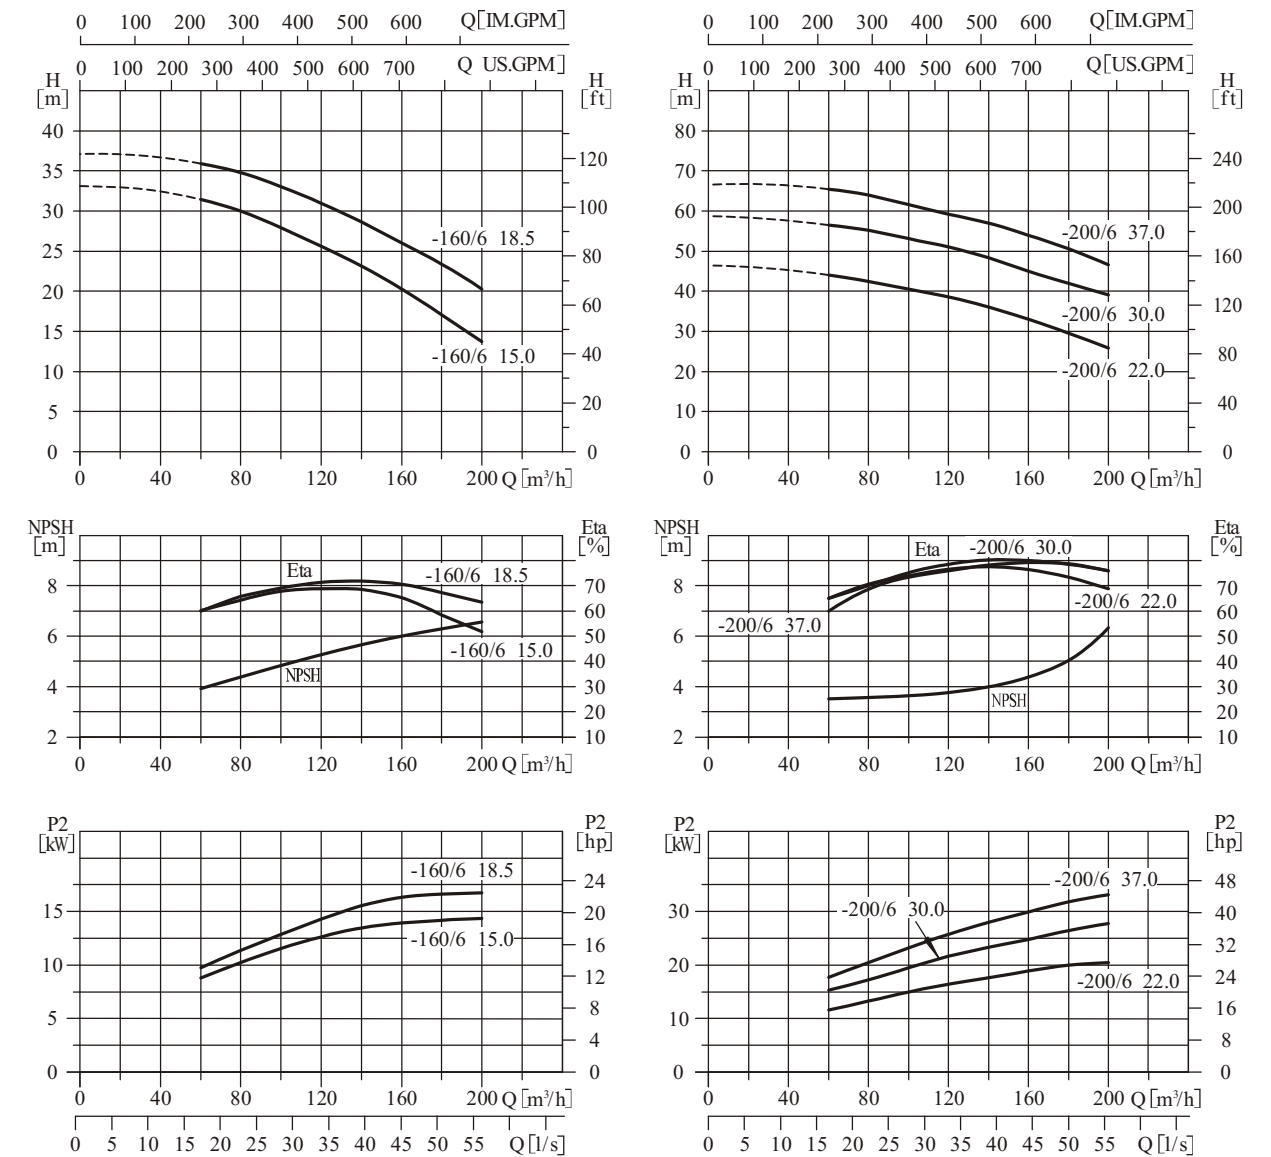 0 100 200 300 400 500 600 Q[IM.GPM]
0 100 200 300 400 500 600 700 Q US.GPM]
H
[m]
H
[ft]
40
35
30
25
20
15
10
5
0
120
100
80
60
40
20
0
-160/6 18.5
-160/6 15.0
0 40 80 120 160 200 Q[m³/h]
0 100 200 300 400 500 600 Q[IM.GPM]
0 100 200 300 400 500 600 700 Q[US.GPM]
H
[m]
H
[ft]
80
70
60
50
40
30
20
10
0
240
200
160
120
80
40
0
-200/6 37.0
-200/6 30.0
-200/6 22.0
0 40 80 120 160 200 Q[m³/h]
NPSH
[m]
Eta
[%]
8
6
4
2
70
60
50
40
30
20
10
Eta
-160/6 18.5
-160/6 15.0
NPSH
0 40 80 120 160 200 Q[m³/h]
NPSH
[m]
Eta
[%]
8
6
4
2
70
60
50
40
30
20
10
Eta
-200/6 30.0
-200/6 22.0
-200/6 37.0
NPSH
0 40 80 120 160 200 Q[m³/h]
P2
[kW]
P2
[hp]
15
10
5
0
24
20
16
12
8
4
0
-160/6 18.5
-160/6 15.0
0 40 80 120 160 200 Q[m³/h]
0 5 10 15 20 25 30 35 40 45 50 55 Q[l/s]
P2
[kW]
P2
[hp]
30
20
10
0
48
40
32
24
16
8
0
-200/6 37.0
-200/6 30.0
-200/6 22.0
0 40 80 120 160 200 Q[m³/h]
0 5 10 15 20 25 30 35 40 45 50 55 Q[l/s]